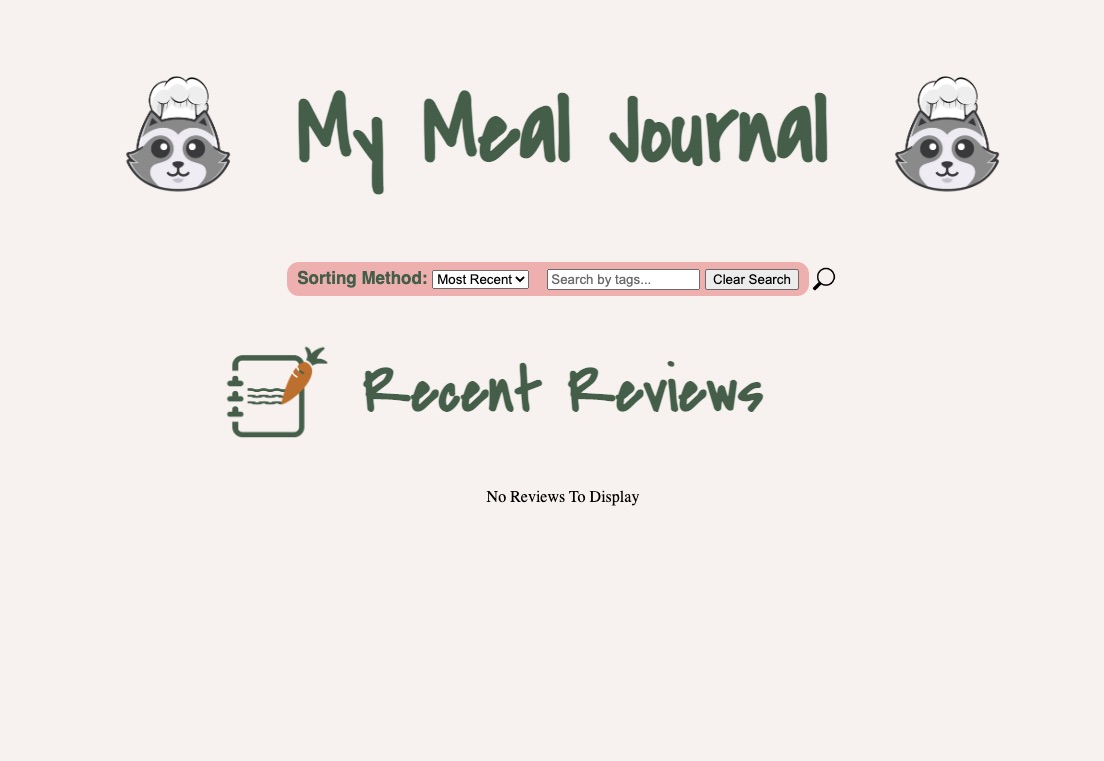 My Meal Journal
Sorting Method: Most Recent Search by tags... Clear Search
Recent Reviews
No Reviews To Display